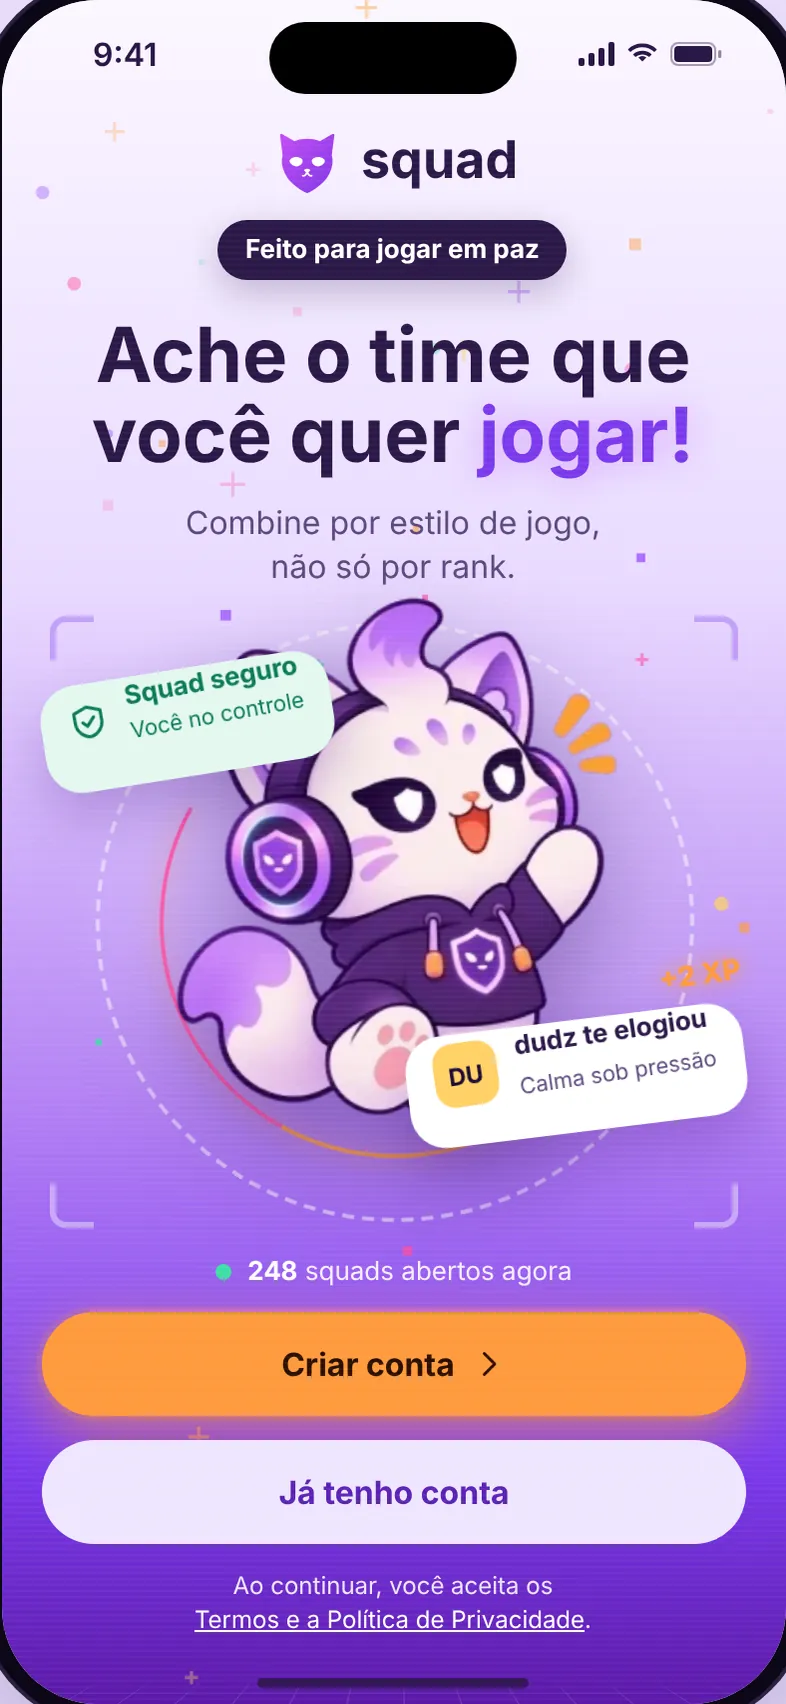 9:41
squad
Feito para jogar em paz
Ache o time que
você quer jogar!
Combine por estilo de jogo,
não só por rank.
Squad seguro
Você no controle
+2 XP
DU
dudz te elogiou
Calma sob pressão
248 squads abertos agora
Criar conta
Já tenho conta
Ao continuar, você aceita os
Termos e a Política de Privacidade.